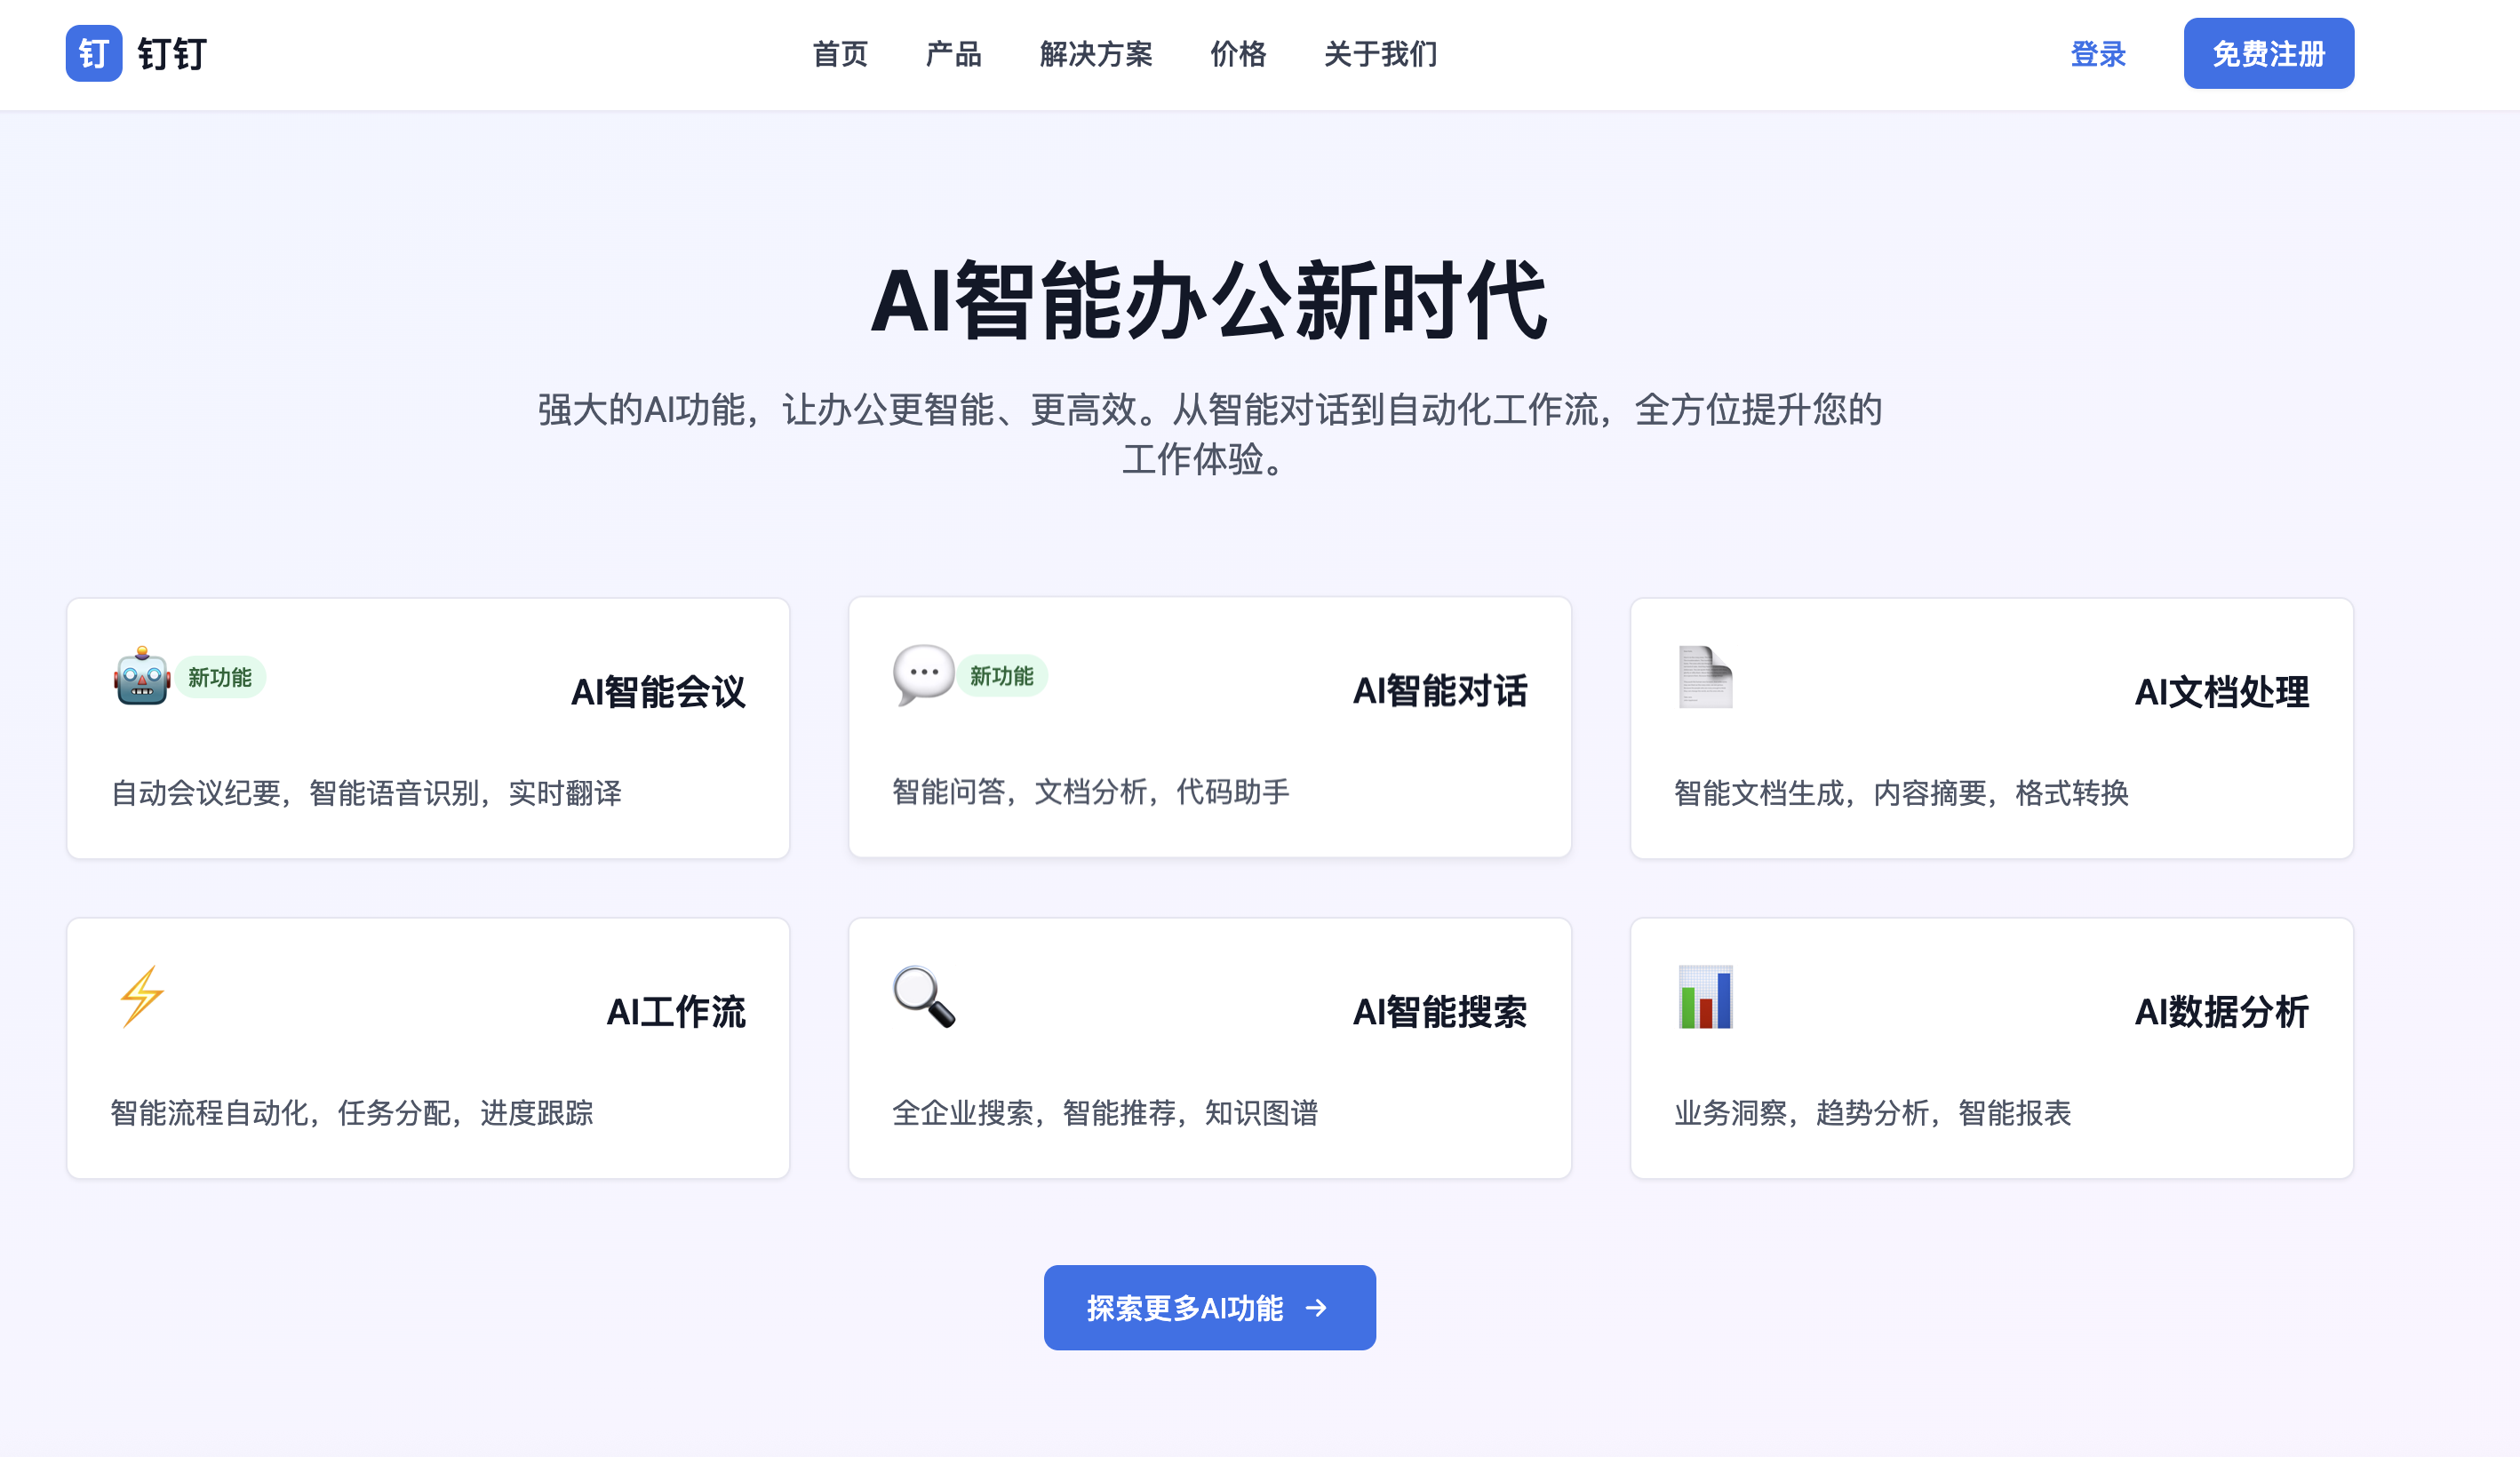 钉 钉钉
首页 产品 解决方案 价格 关于我们
登录 免费注册
AI智能办公新时代
强大的AI功能，让办公更智能、更高效。从智能对话到自动化工作流，全方位提升您的
工作体验。
新功能 AI智能会议
自动会议纪要，智能语音识别，实时翻译
新功能 AI智能对话
智能问答，文档分析，代码助手
AI文档处理
智能文档生成，内容摘要，格式转换
AI工作流
智能流程自动化，任务分配，进度跟踪
AI智能搜索
全企业搜索，智能推荐，知识图谱
AI数据分析
业务洞察，趋势分析，智能报表
探索更多AI功能 →